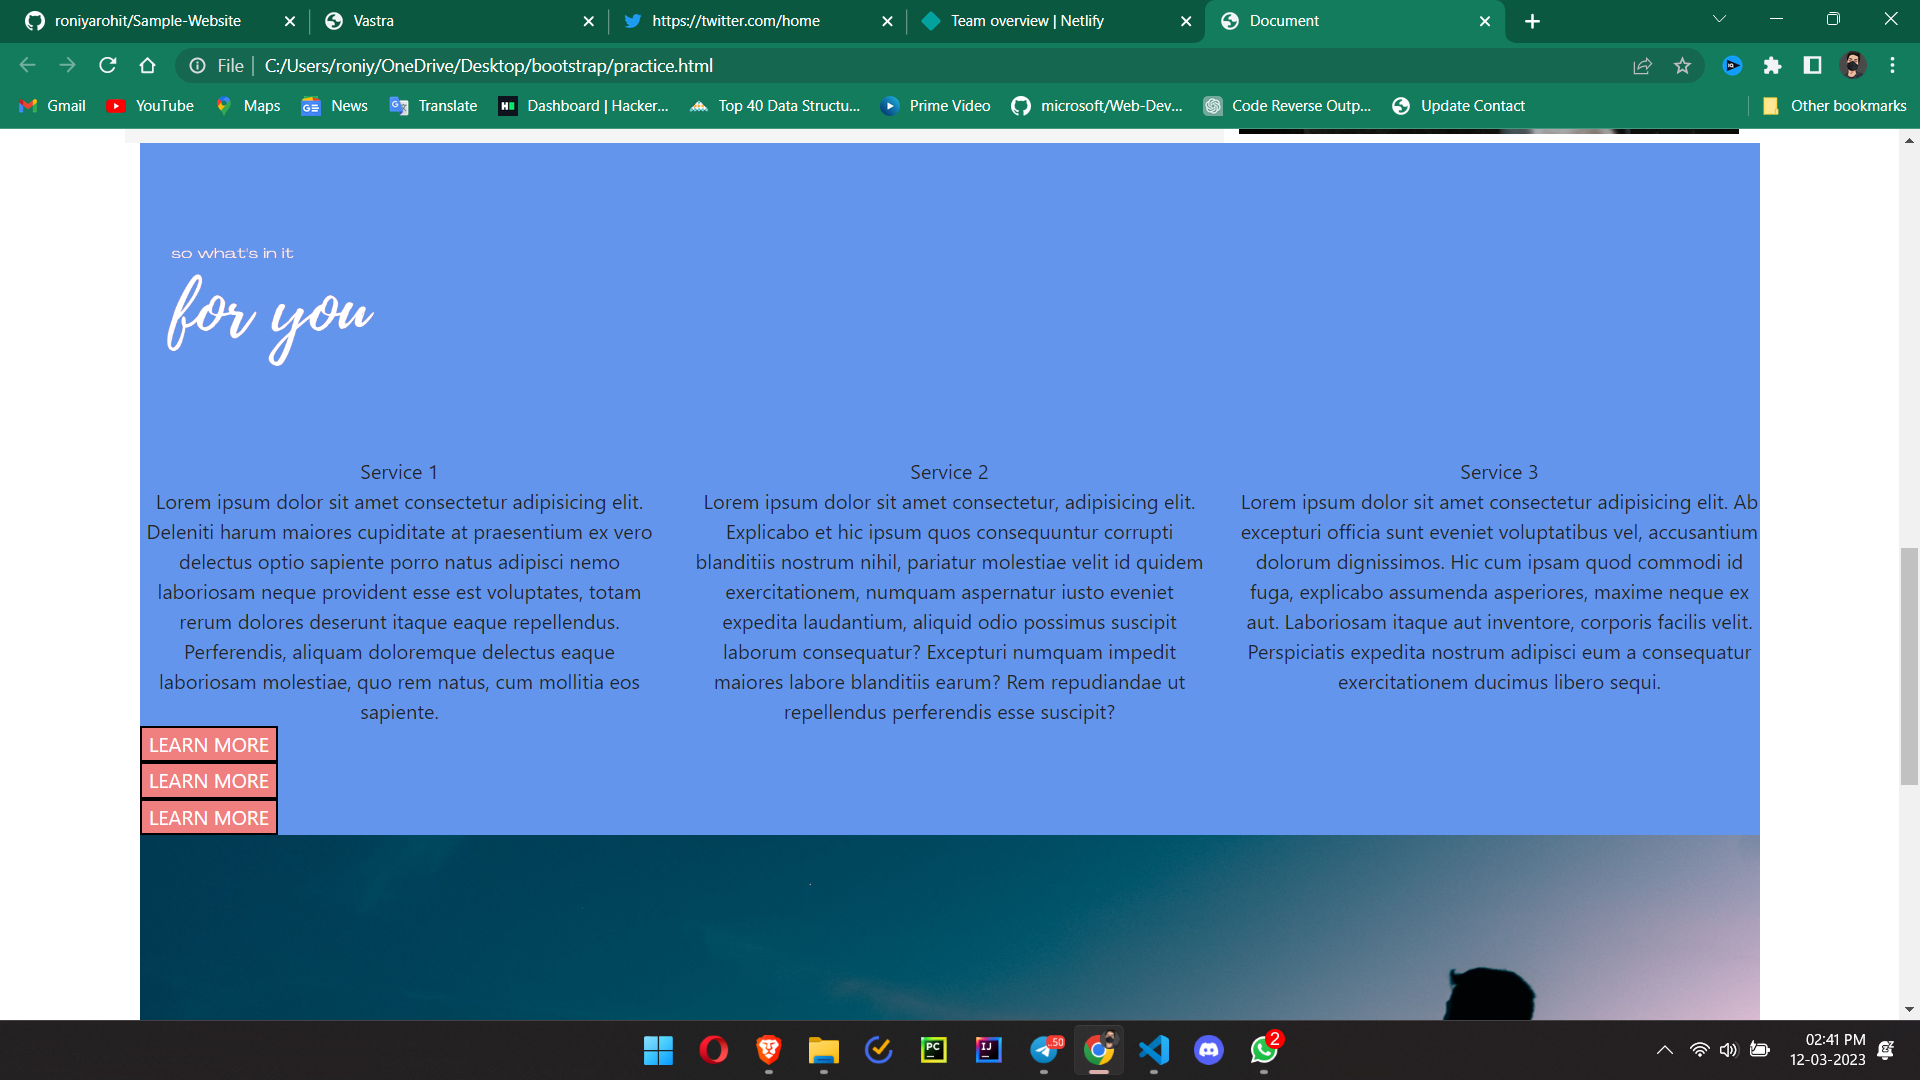 roniyarohit/Sample-Website
Vastra
https://twitter.com/home
Team overview | Netlify
Document
File
C:/Users/roniy/OneDrive/Desktop/bootstrap/practice.html
Gmail
YouTube
Maps
News
Translate
Dashboard | Hacker...
Top 40 Data Structu...
Prime Video
microsoft/Web-Dev...
Code Reverse Outp...
Update Contact
Other bookmarks
so what's in it
for you
Service 1
Lorem ipsum dolor sit amet consectetur adipisicing elit.
Deleniti harum maiores cupiditate at praesentium ex vero
delectus optio sapiente porro natus adipisci nemo
laboriosam neque provident esse est voluptates, totam
rerum dolores deserunt itaque eaque repellendus.
Perferendis, aliquam doloremque delectus eaque
laboriosam molestiae, quo rem natus, cum mollitia eos
sapiente.
Service 2
Lorem ipsum dolor sit amet consectetur, adipisicing elit.
Explicabo et hic ipsum quos consequuntur corrupti
blanditiis nostrum nihil, pariatur molestiae velit id quidem
exercitationem, numquam aspernatur iusto eveniet
expedita laudantium, aliquid odio possimus suscipit
laborum consequatur? Excepturi numquam impedit
maiores labore blanditiis earum? Rem repudiandae ut
repellendus perferendis esse suscipit?
Service 3
Lorem ipsum dolor sit amet consectetur adipisicing elit. Ab
excepturi officia sunt eveniet voluptatibus vel, accusantium
dolorum dignissimos. Hic cum ipsam quod commodi id
fuga, explicabo assumenda asperiores, maxime neque ex
aut. Laboriosam itaque aut inventore, corporis facilis velit.
Perspiciatis expedita nostrum adipisci eum a consequatur
exercitationem ducimus libero sequi.
LEARN MORE
LEARN MORE
LEARN MORE
PC
IJ
..50
2
02:41 PM
12-03-2023